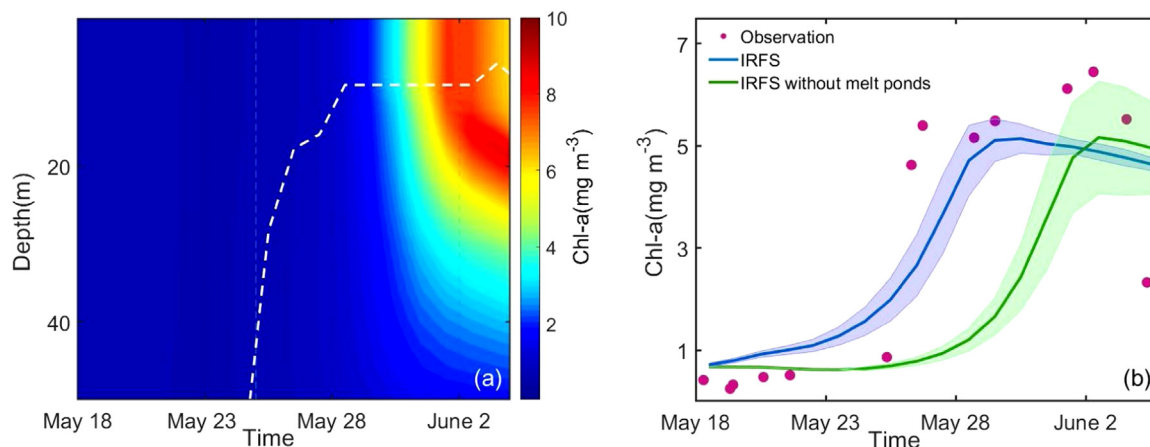 20
40
Depth(m)
May 18
May 23
May 28
June 2
Time
(a)
10
8
6
4
2
Chl-a(mg m⁻³)
7
5
3
1
Chl-a(mg m⁻³)
Observation
IRFS
IRFS without melt ponds
(b)
May 18
May 23
May 28
June 2
Time